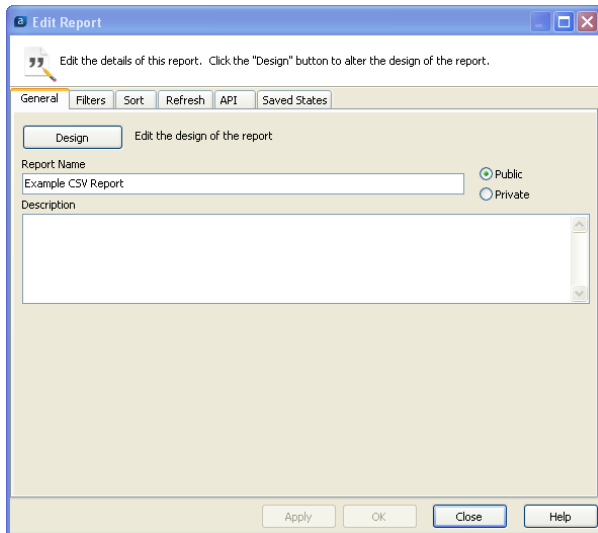 a Edit Report
Edit the details of this report. Click the "Design" button to alter the design of the report.
General Filters Sort Refresh API Saved States
Design Edit the design of the report
Report Name
Example CSV Report
Public
Private
Description
Apply OK Close Help